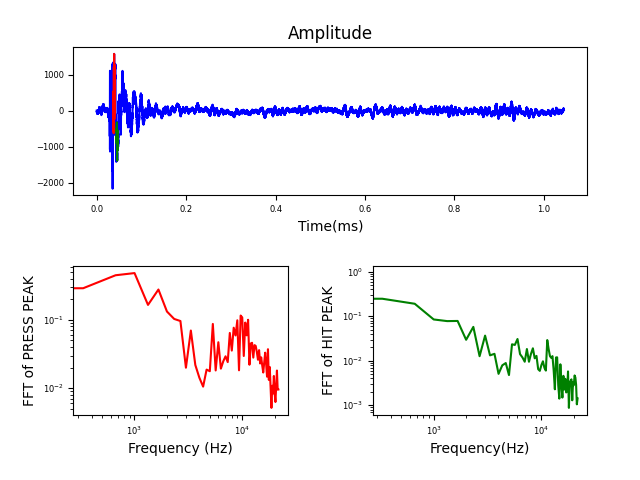 Amplitude
1000
0
−1000
−2000
0.0 0.2 0.4 0.6 0.8 1.0
Time(ms)
FFT of PRESS PEAK
10⁻¹
10⁻²
10³ 10⁴
Frequency (Hz)
FFT of HIT PEAK
10⁰
10⁻¹
10⁻²
10⁻³
10³ 10⁴
Frequency(Hz)